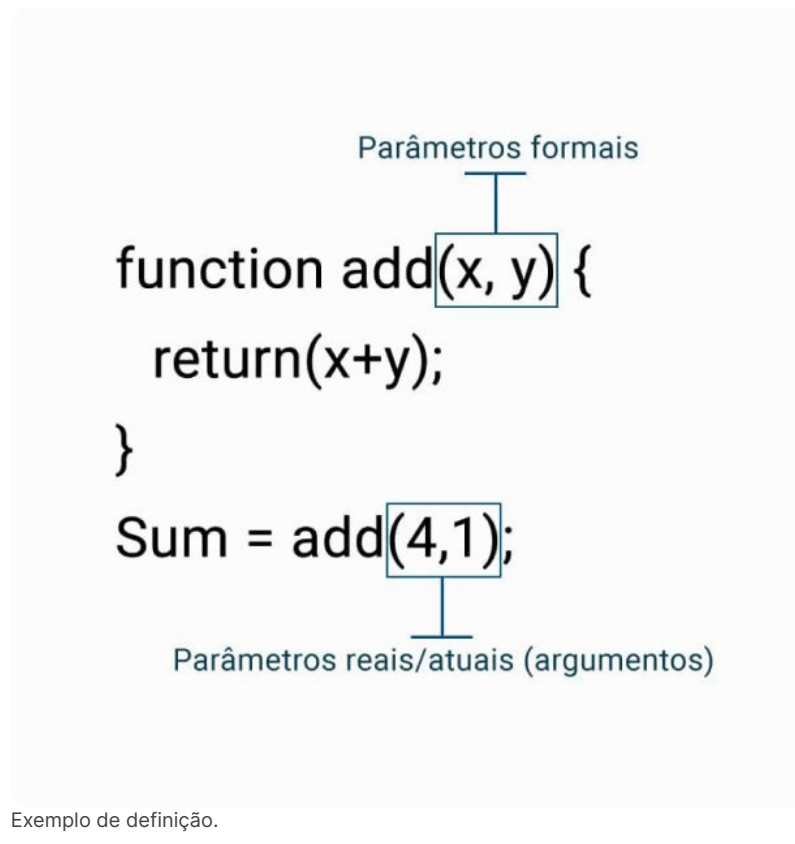 Parâmetros formais
function add(x, y) {
return(x+y);
}
Sum = add(4,1);
Parâmetros reais/atuais (argumentos)
Exemplo de definição.